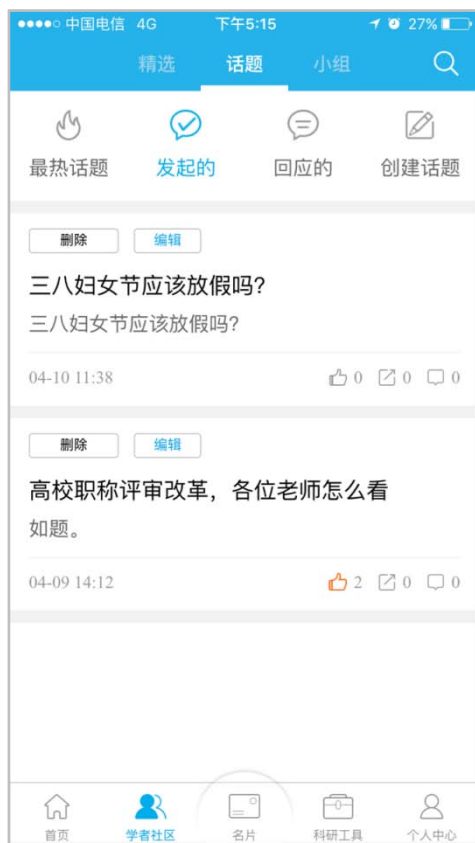 中国电信 4G 下午5:15 27%
精选 话题 小组
最热话题 发起的 回应的 创建话题
删除 编辑
三八妇女节应该放假吗?
三八妇女节应该放假吗?
04-10 11:38 0 0 0
删除 编辑
高校职称评审改革，各位老师怎么看
如题。
04-09 14:12 2 0 0
首页 学者社区 名片 科研工具 个人中心